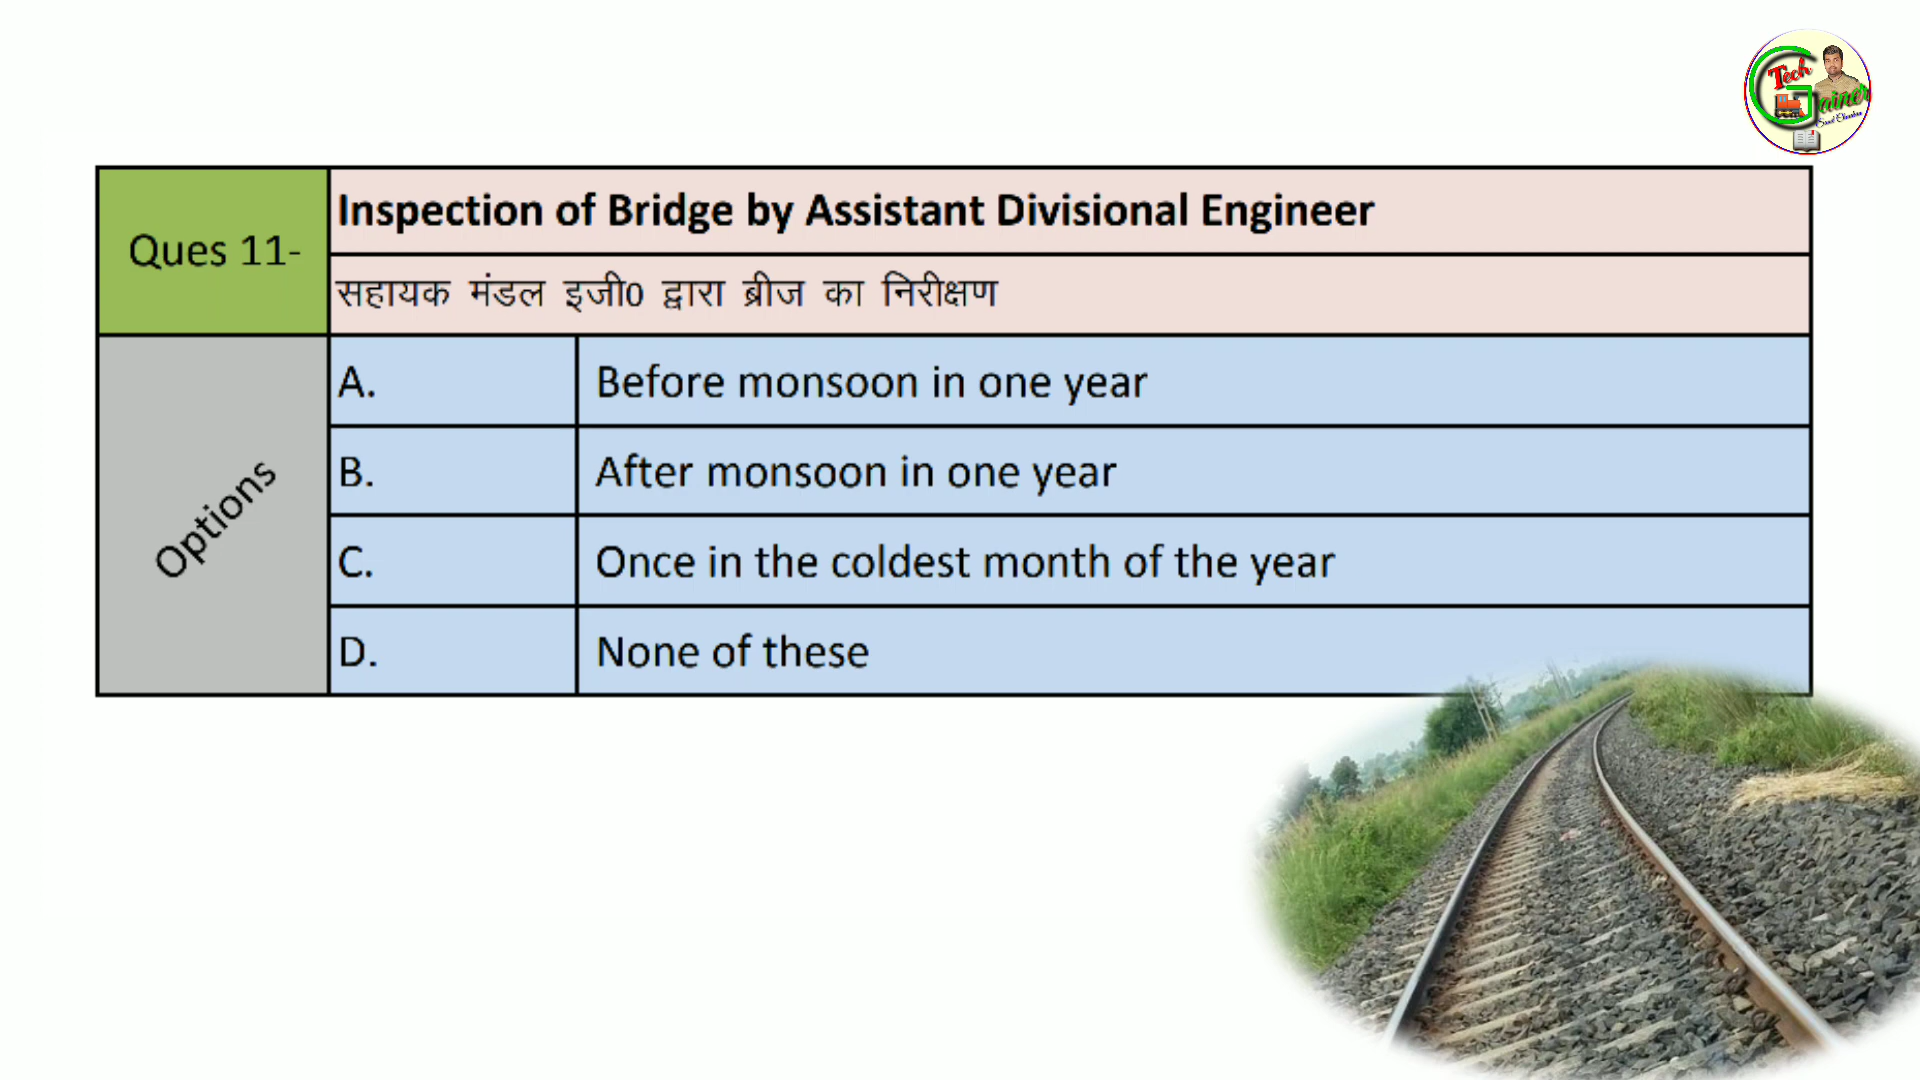 Tech
Gainer
Ques 11-
Inspection of Bridge by Assistant Divisional Engineer
सहायक मंडल इजी0 द्वारा ब्रीज का निरीक्षण
Options
A. Before monsoon in one year
B. After monsoon in one year
C. Once in the coldest month of the year
D. None of these